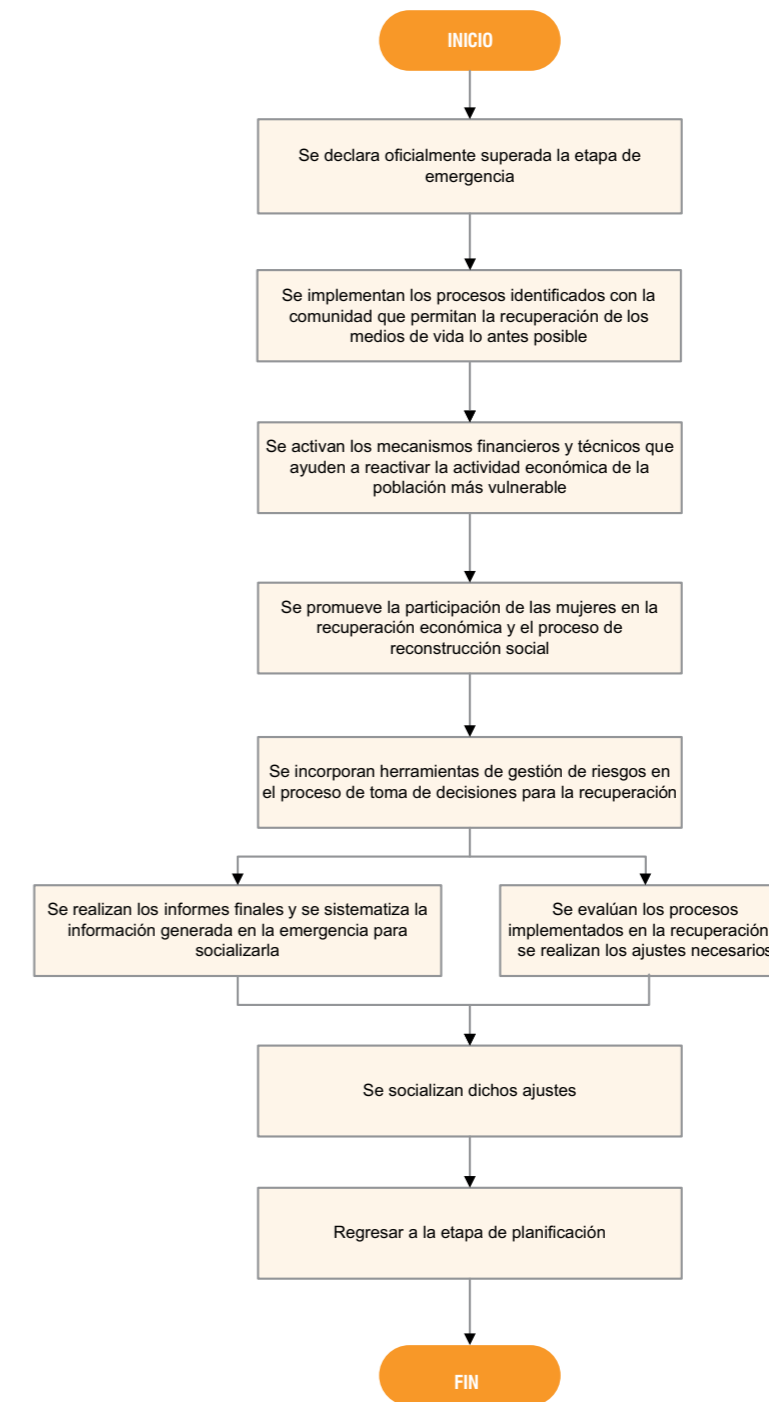 INICIO
Se declara oficialmente superada la etapa de
emergencia
Se implementan los procesos identificados con la
comunidad que permitan la recuperación de los
medios de vida lo antes posible
Se activan los mecanismos financieros y técnicos que
ayuden a reactivar la actividad económica de la
población más vulnerable
Se promueve la participación de las mujeres en la
recuperación económica y el proceso de
reconstrucción social
Se incorporan herramientas de gestión de riesgos en
el proceso de toma de decisiones para la recuperación
Se realizan los informes finales y se sistematiza la
información generada en la emergencia para
socializarla
Se evalúan los procesos
implementados en la recuperación
se realizan los ajustes necesarios
Se socializan dichos ajustes
Regresar a la etapa de planificación
FIN